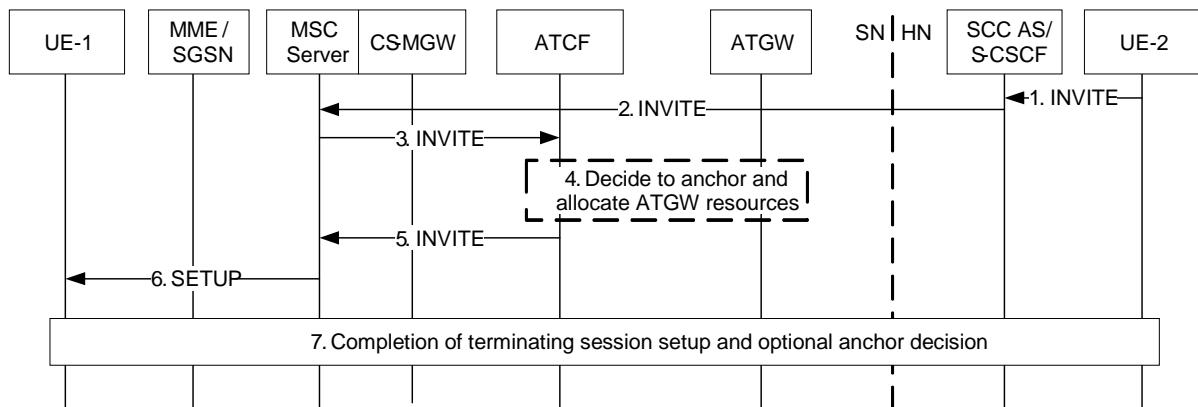 UE-1
MME /
SGSN
MSC
Server
CS-MGW
ATCF
ATGW
SN
HN
SCC AS/
S-CSCF
UE-2
1. INVITE
2. INVITE
3. INVITE
4. Decide to anchor and
allocate ATGW resources
5. INVITE
6. SETUP
7. Completion of terminating session setup and optional anchor decision